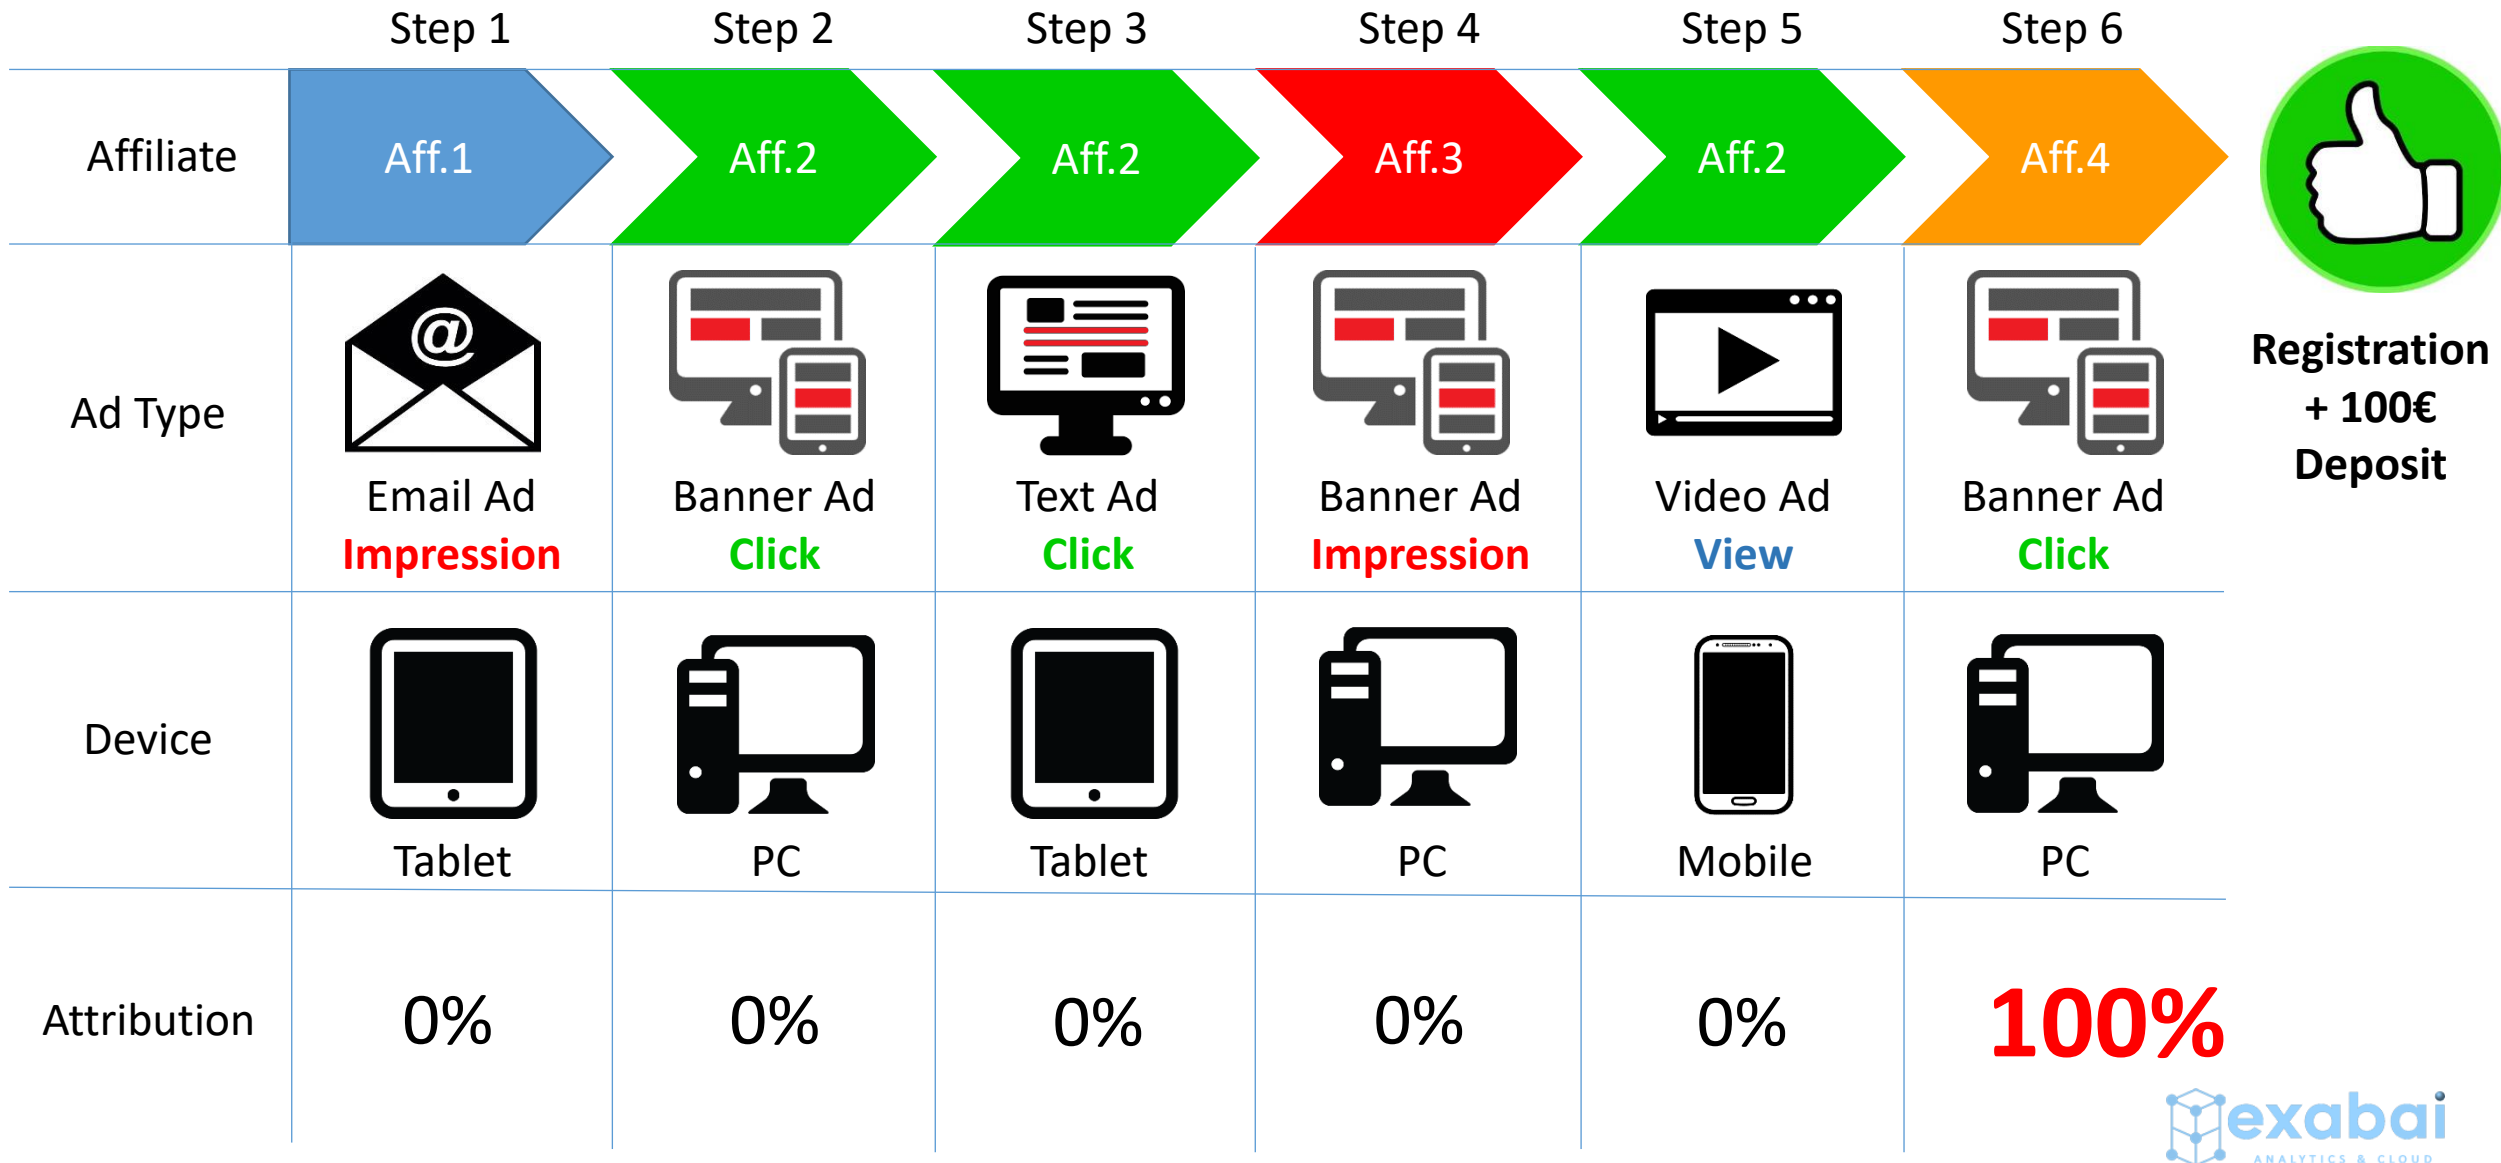 Step 1 Step 2 Step 3 Step 4 Step 5 Step 6
Affiliate Aff.1 Aff.2 Aff.2 Aff.3 Aff.2 Aff.4
@
Registration
+ 100€
Deposit
Ad Type
Email Ad Banner Ad Text Ad Banner Ad Video Ad Banner Ad
Impression Click Click Impression View Click
Device
Tablet PC Tablet PC Mobile PC
Attribution 0% 0% 0% 0% 0% 100%
exabai
ANALYTICS & CLOUD